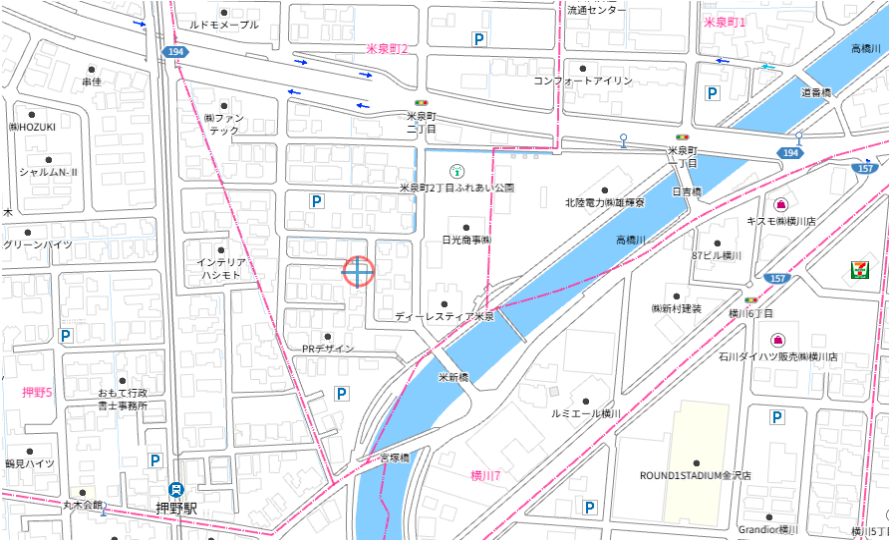 ルドモメープル
流通センター
194
米泉町2
P
米泉町1
高橋川
串佳
コンフォートアイリン
P
道番橋
㈱HOZUKI
㈱ファン
テック
米泉町
二丁目
シャルムN-Ⅱ
米泉町
一丁目
194
157
米泉町2丁目ふれあい公園
日吉橋
木
P
北陸電力㈱雄輝寮
キスモ㈱横川店
グリーンハイツ
日光商事㈱
高橋川
インテリア
ハシモト
87ビル横川
157
ディーレスティア米泉
㈱新村建装
横川6丁目
P
PRデザイン
石川ダイハツ販売㈱横川店
米新橋
押野5
おもて行政
書士事務所
P
ルミエール横川
P
鶴見ハイツ
P
宮塚橋
横川7
ROUND1STADIUM金沢店
丸木会館
押野駅
P
Grandior横川
横川5丁目